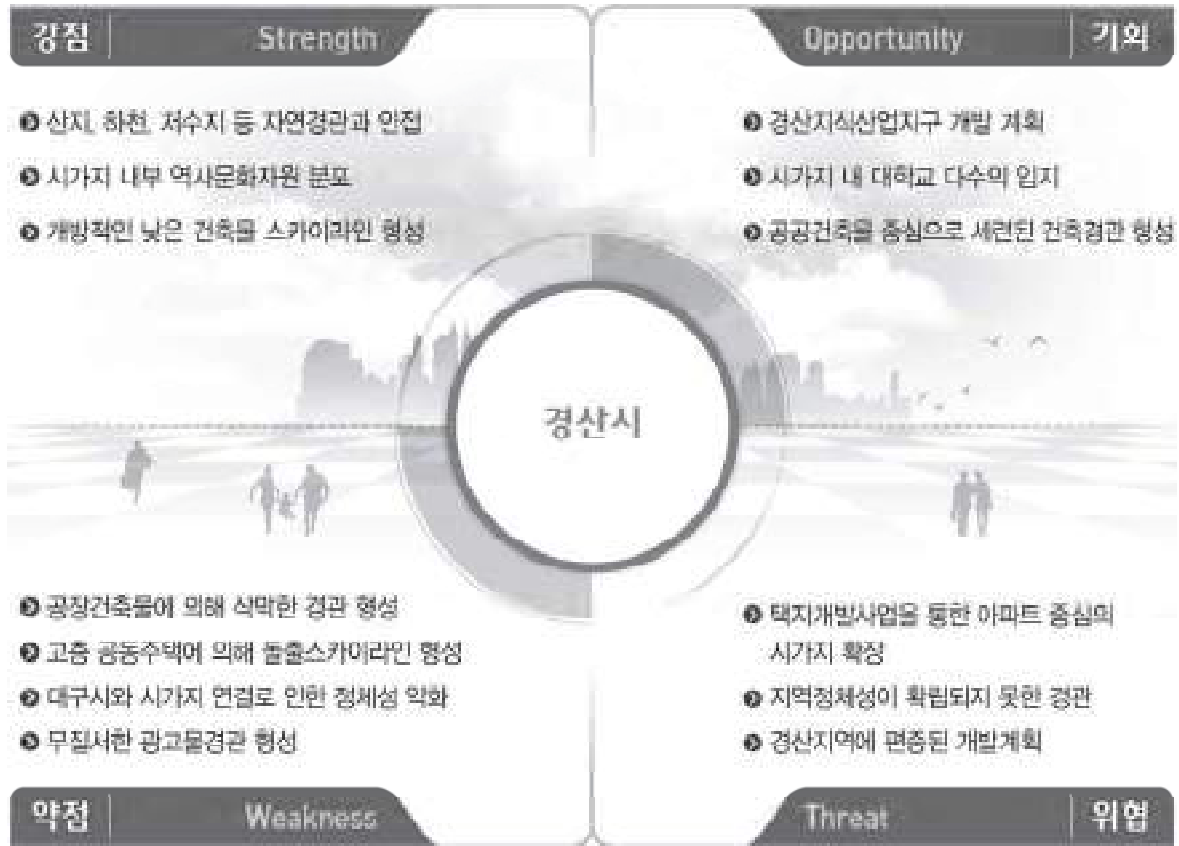 강점 Strength
산지, 하천, 저수지 등 자연경관과 인접
시가지 내부 역사문화자원 분포
개방적인 낮은 건축물 스카이라인 형성
Opportunity 기회
경산지식산업지구 개발 계획
시가지 내 대학교 다수의 입지
공공건축물 중심으로 세련된 건축경관 형성
경산시
공장건축물에 의해 삭막한 경관 형성
고층 공동주택에 의해 돌출스카이라인 형성
대구시와 시가지 연결로 인한 정체성 약화
무질서한 광고물경관 형성
약점 Weakness
택지개발사업을 통한 아파트 중심의
시가지 확장
지역정체성이 확립되지 못한 경관
경산지역에 편중된 개발계획
Threat 위협